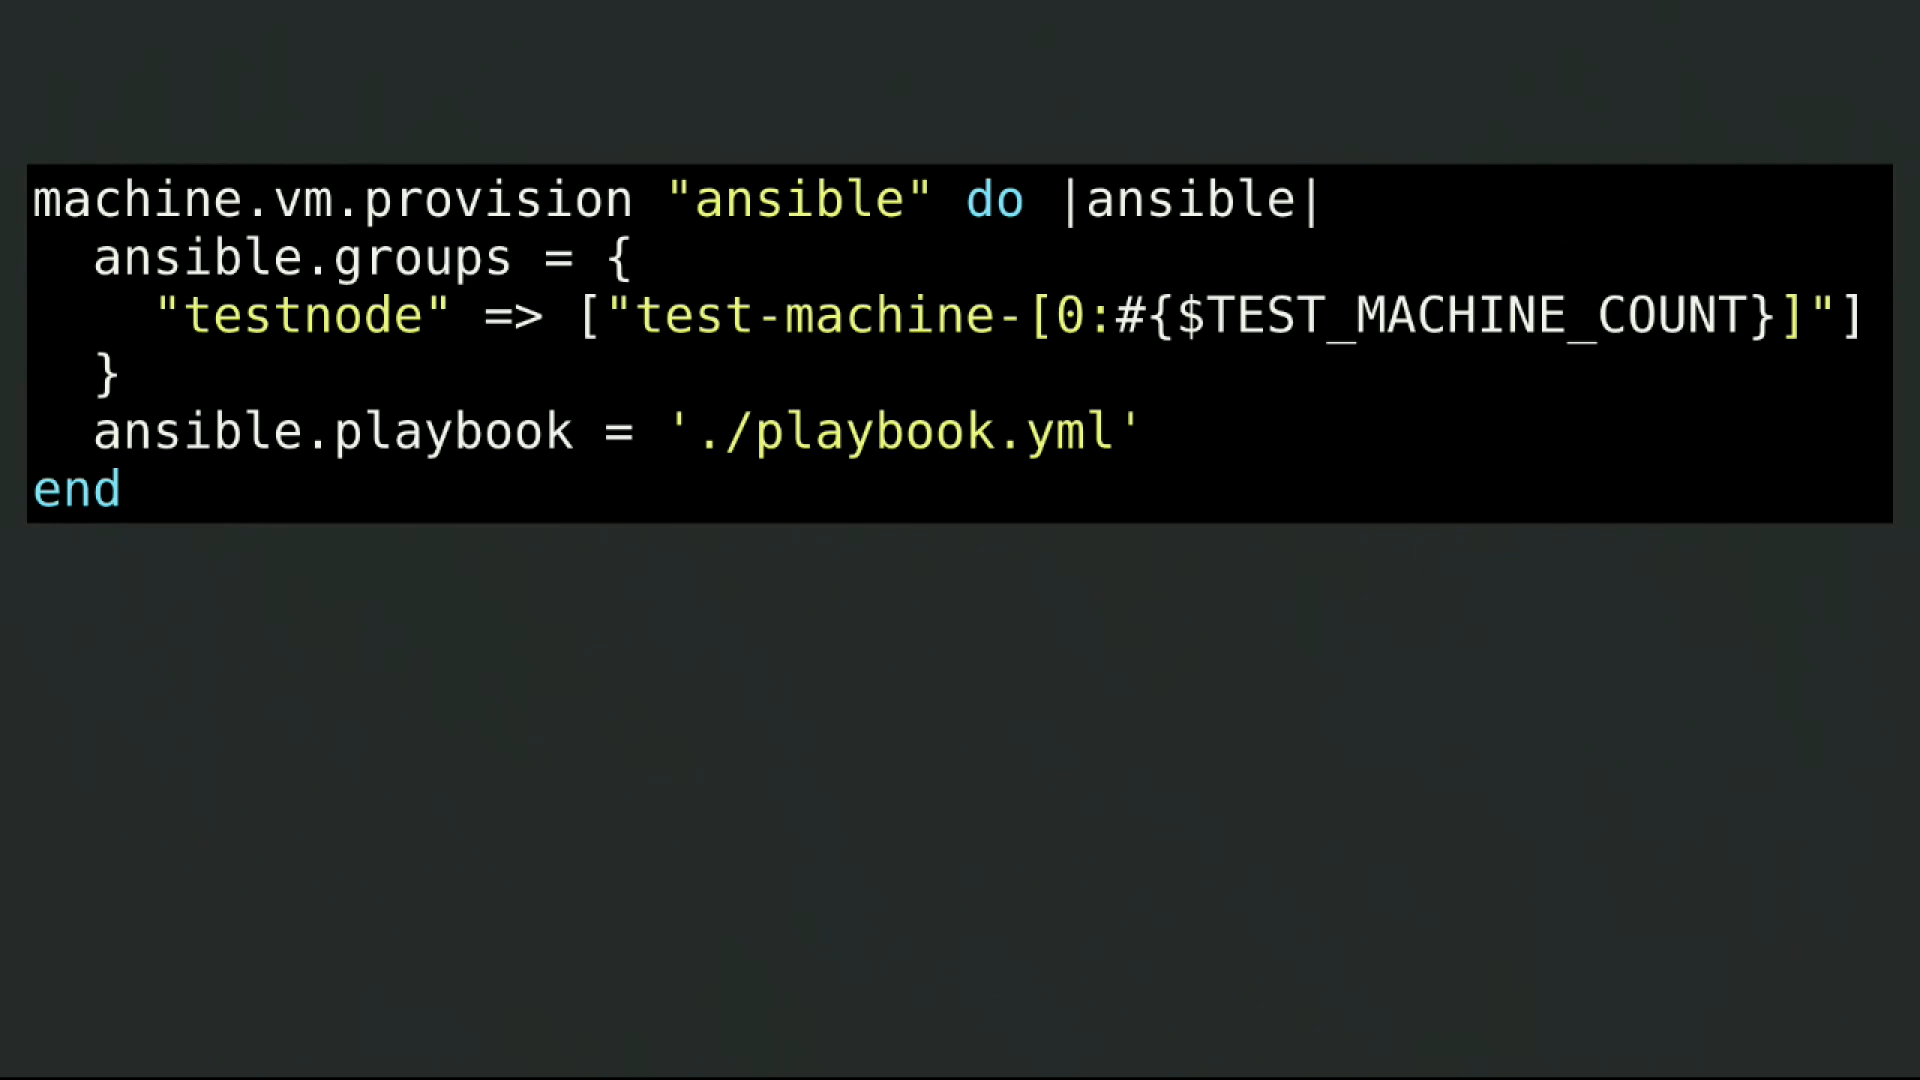 machine.vm.provision "ansible" do |ansible|
  ansible.groups = {
    "testnode" => ["test-machine-[0:#{$TEST_MACHINE_COUNT}]"]
  }
  ansible.playbook = './playbook.yml'
end